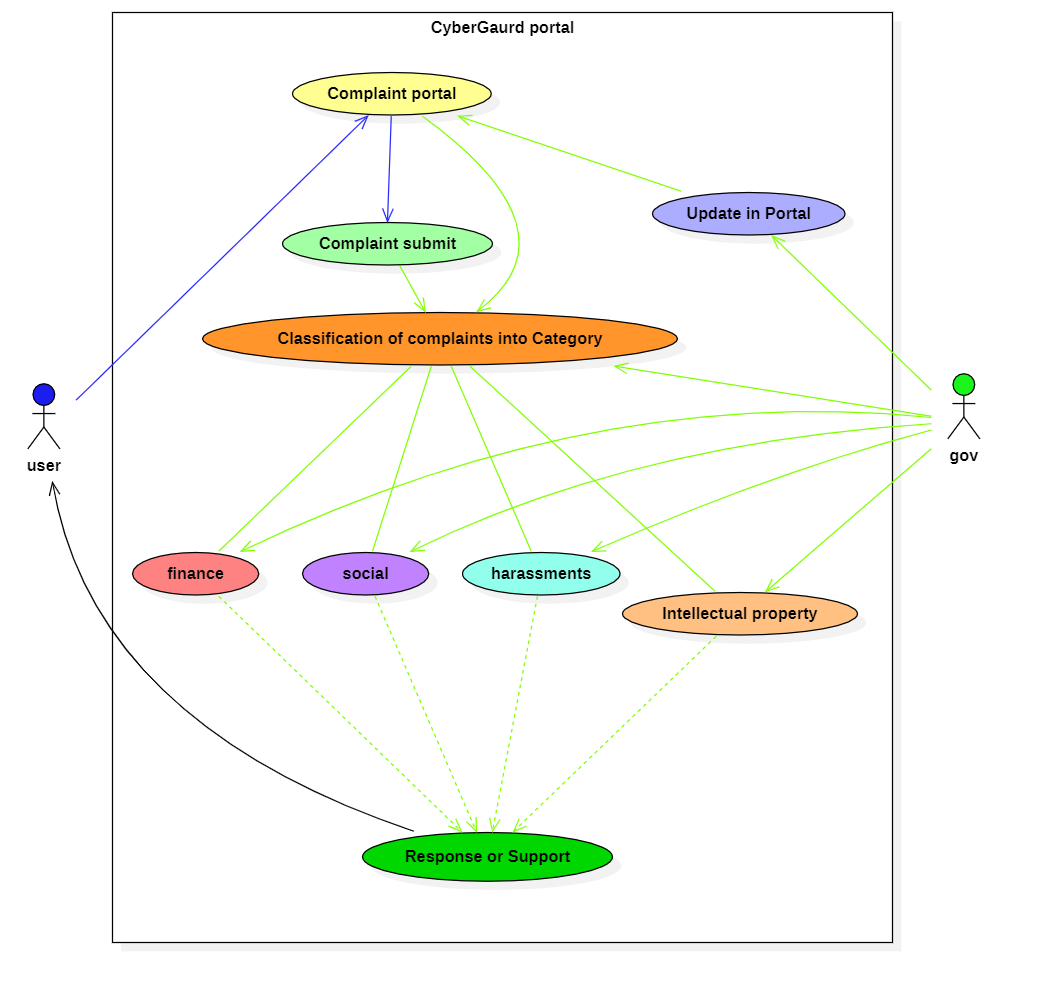 CyberGaurd portal
Complaint portal
Update in Portal
Complaint submit
Classification of complaints into Category
user
gov
finance
social
harassments
Intellectual property
Response or Support